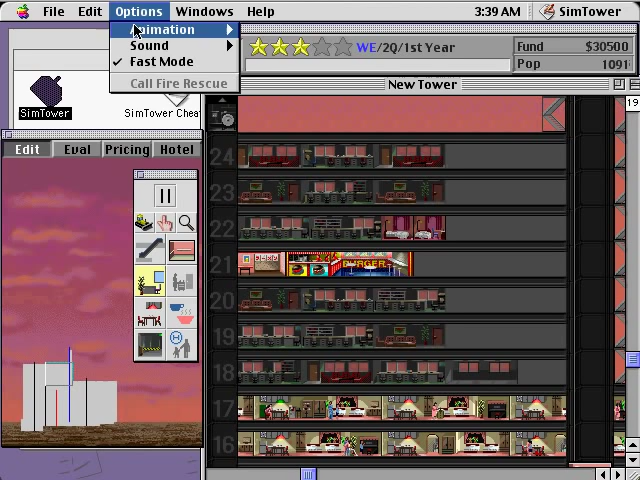 File Edit Options Windows Help 3:39 AM SimTower
Animation
Sound
✓ Fast Mode
Call Fire Rescue
WE/2Q/1st Year
Fund $30500
Pop 1091
New Tower
SimTower
SimTower Chea
Edit Eval Pricing Hotel
19
24
23
22
21
BURGER
20
19
18
17
16